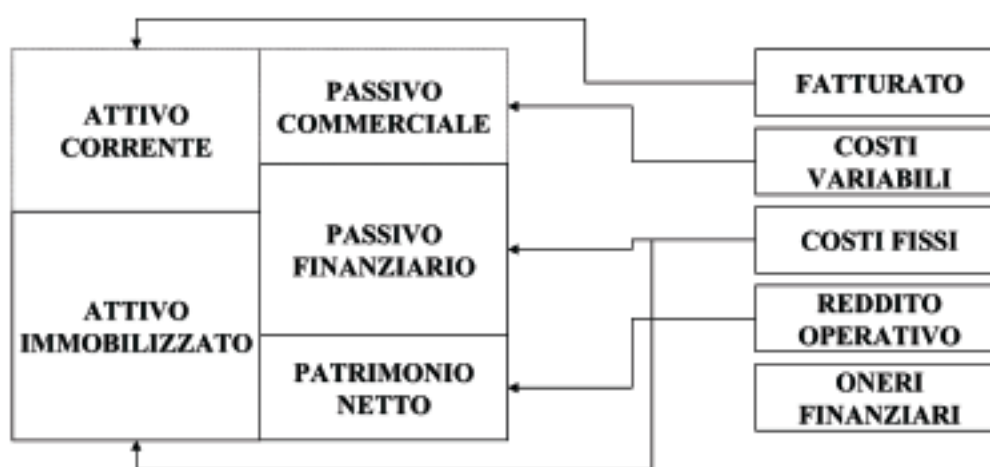 ATTIVO
CORRENTE
ATTIVO
IMMOBILIZZATO
PASSIVO
COMMERCIALE
PASSIVO
FINANZIARIO
PATRIMONIO
NETTO
FATTURATO
COSTI
VARIABILI
COSTI FISSI
REDDITO
OPERATIVO
ONERI
FINANZIARI